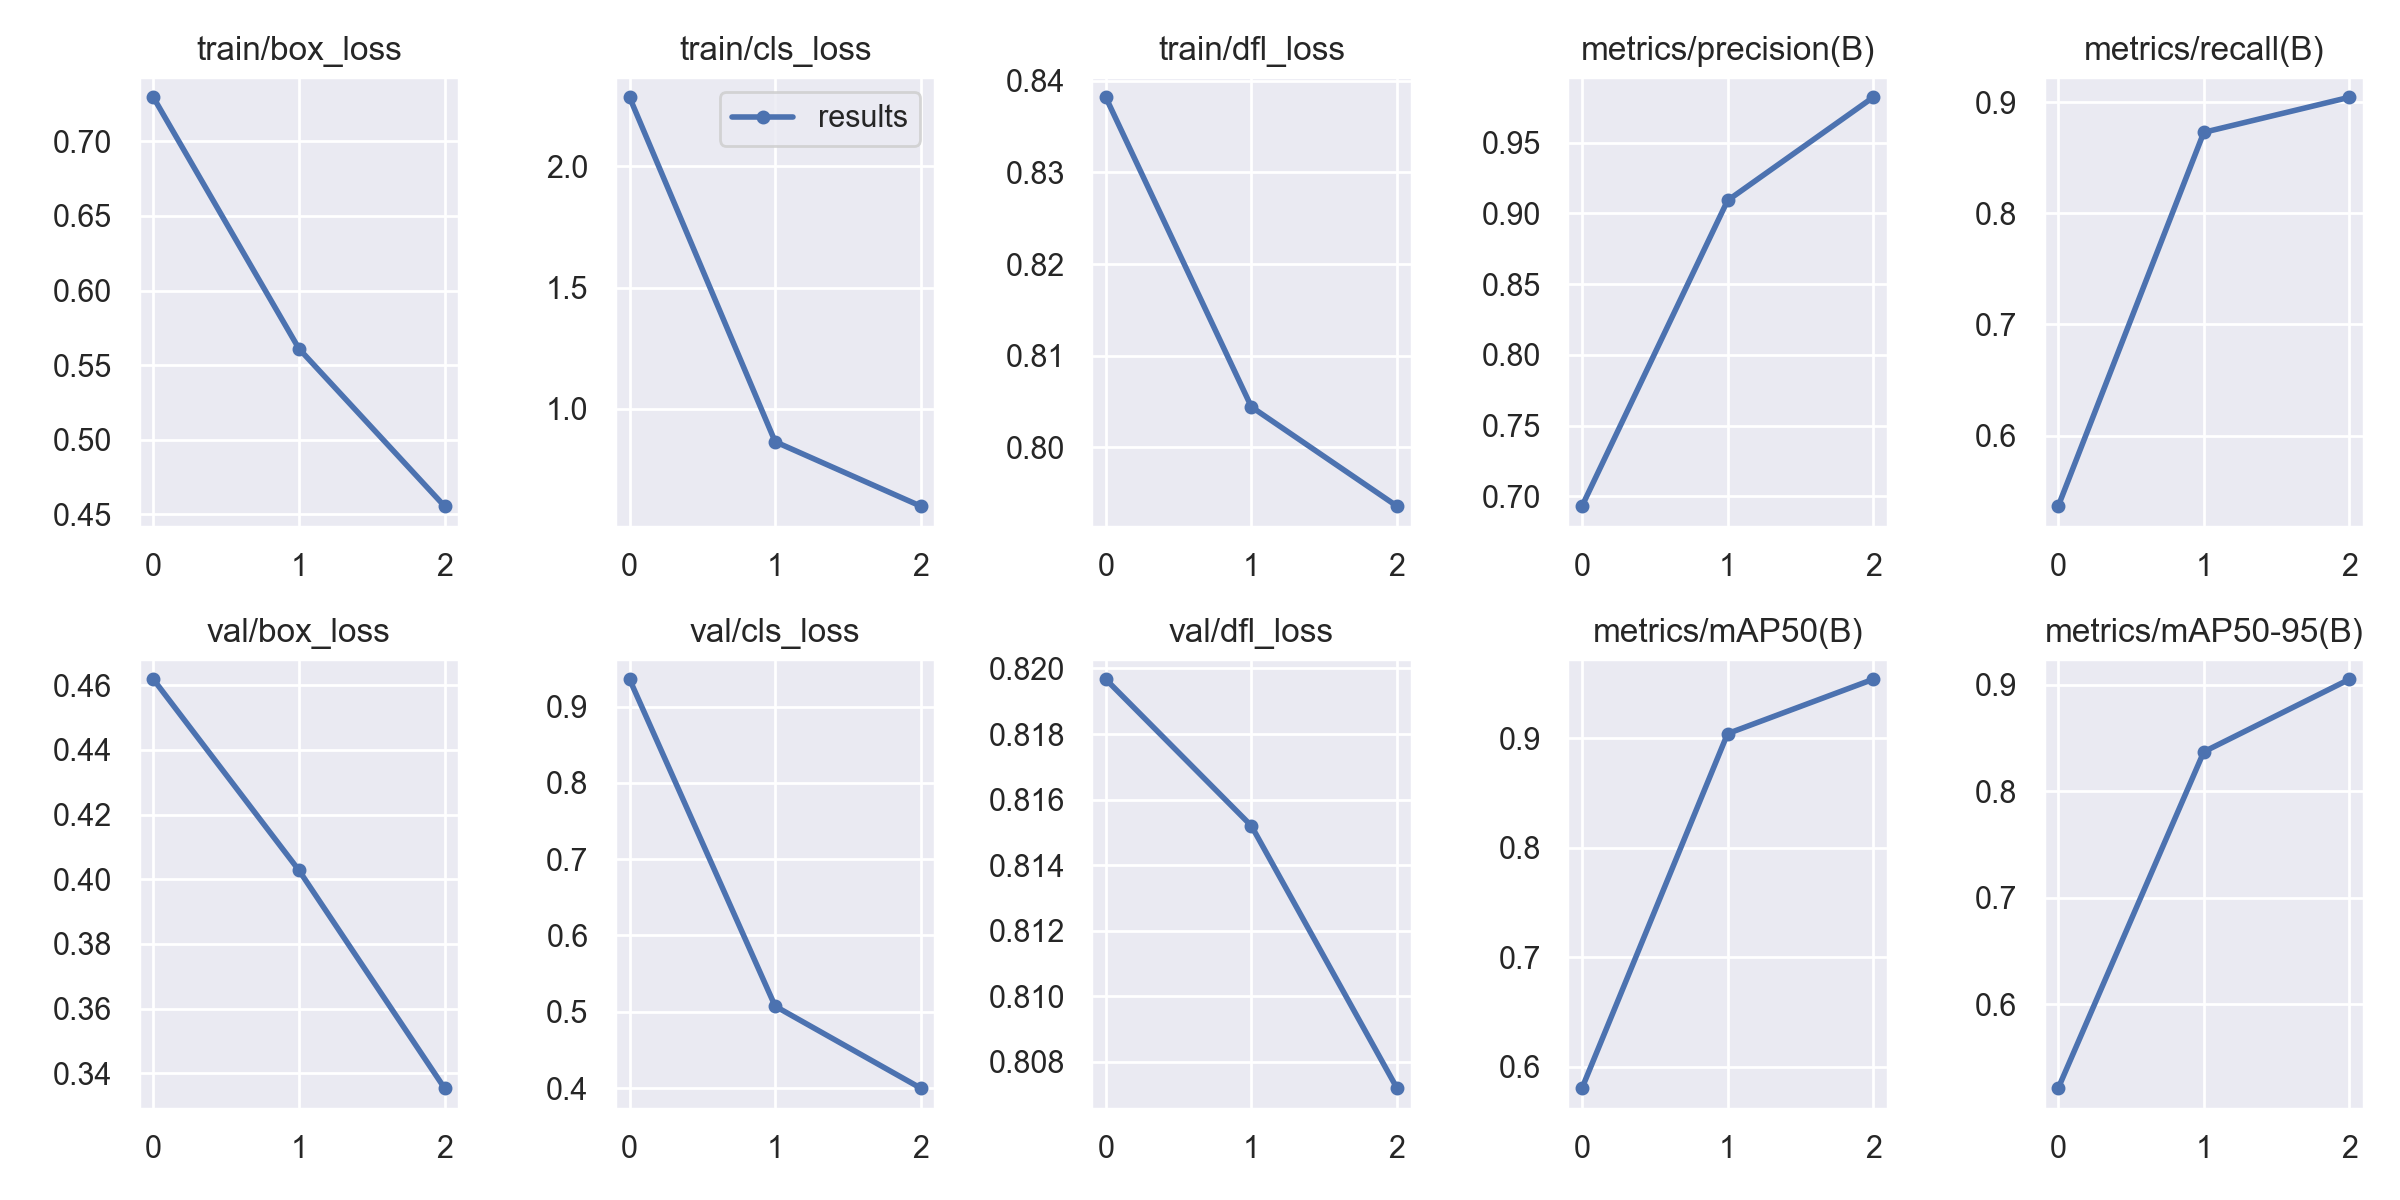 train/box_loss
0.70
0.65
0.60
0.55
0.50
0.45
0 1 2
train/cls_loss
results
2.0
1.5
1.0
0 1 2
train/dfl_loss
0.84
0.83
0.82
0.81
0.80
0 1 2
metrics/precision(B)
0.95
0.90
0.85
0.80
0.75
0.70
0 1 2
metrics/recall(B)
0.9
0.8
0.7
0.6
0 1 2
val/box_loss
0.46
0.44
0.42
0.40
0.38
0.36
0.34
0 1 2
val/cls_loss
0.9
0.8
0.7
0.6
0.5
0.4
0 1 2
val/dfl_loss
0.820
0.818
0.816
0.814
0.812
0.810
0.808
0 1 2
metrics/mAP50(B)
0.9
0.8
0.7
0.6
0 1 2
metrics/mAP50-95(B)
0.9
0.8
0.7
0.6
0 1 2